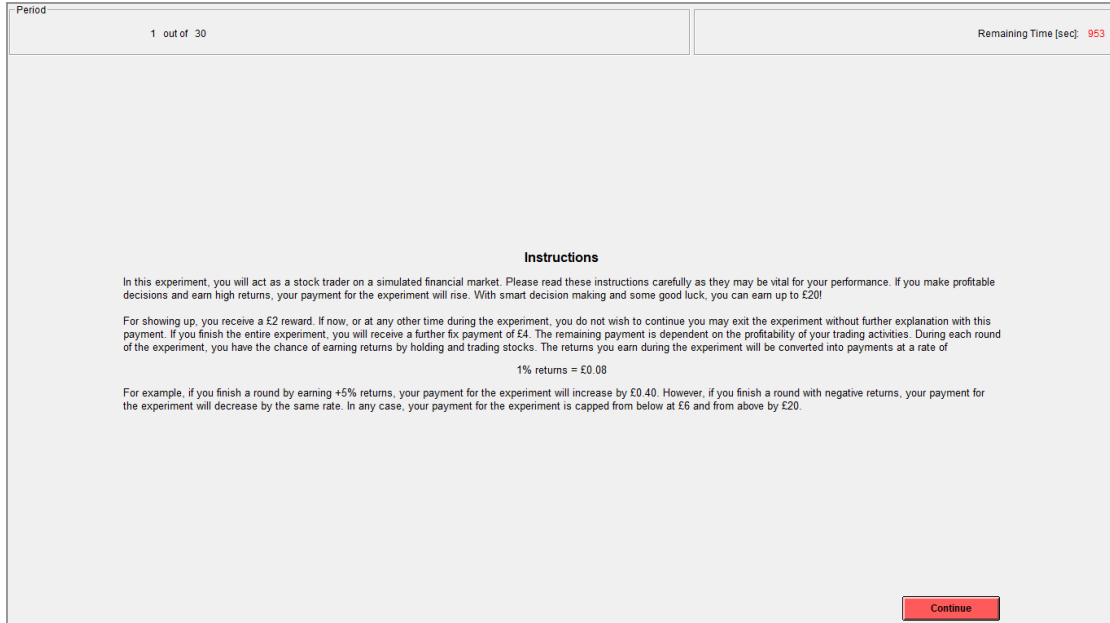 Period
1 out of 30
Remaining Time [sec]: 953
Instructions
In this experiment, you will act as a stock trader on a simulated financial market. Please read these instructions carefully as they may be vital for your performance. If you make profitable
decisions and earn high returns, your payment for the experiment will rise. With smart decision making and some good luck, you can earn up to £20!
For showing up, you receive a £2 reward. If now, or at any other time during the experiment, you do not wish to continue you may exit the experiment without further explanation with this
payment. If you finish the entire experiment, you will receive a further fix payment of £4. The remaining payment is dependent on the profitability of your trading activities. During each round
of the experiment, you have the chance of earning returns by holding and trading stocks. The returns you earn during the experiment will be converted into payments at a rate of
1% returns = £0.08
For example, if you finish a round by earning +5% returns, your payment for the experiment will increase by £0.40. However, if you finish a round with negative returns, your payment for
the experiment will decrease by the same rate. In any case, your payment for the experiment is capped from below at £6 and from above by £20.
Continue